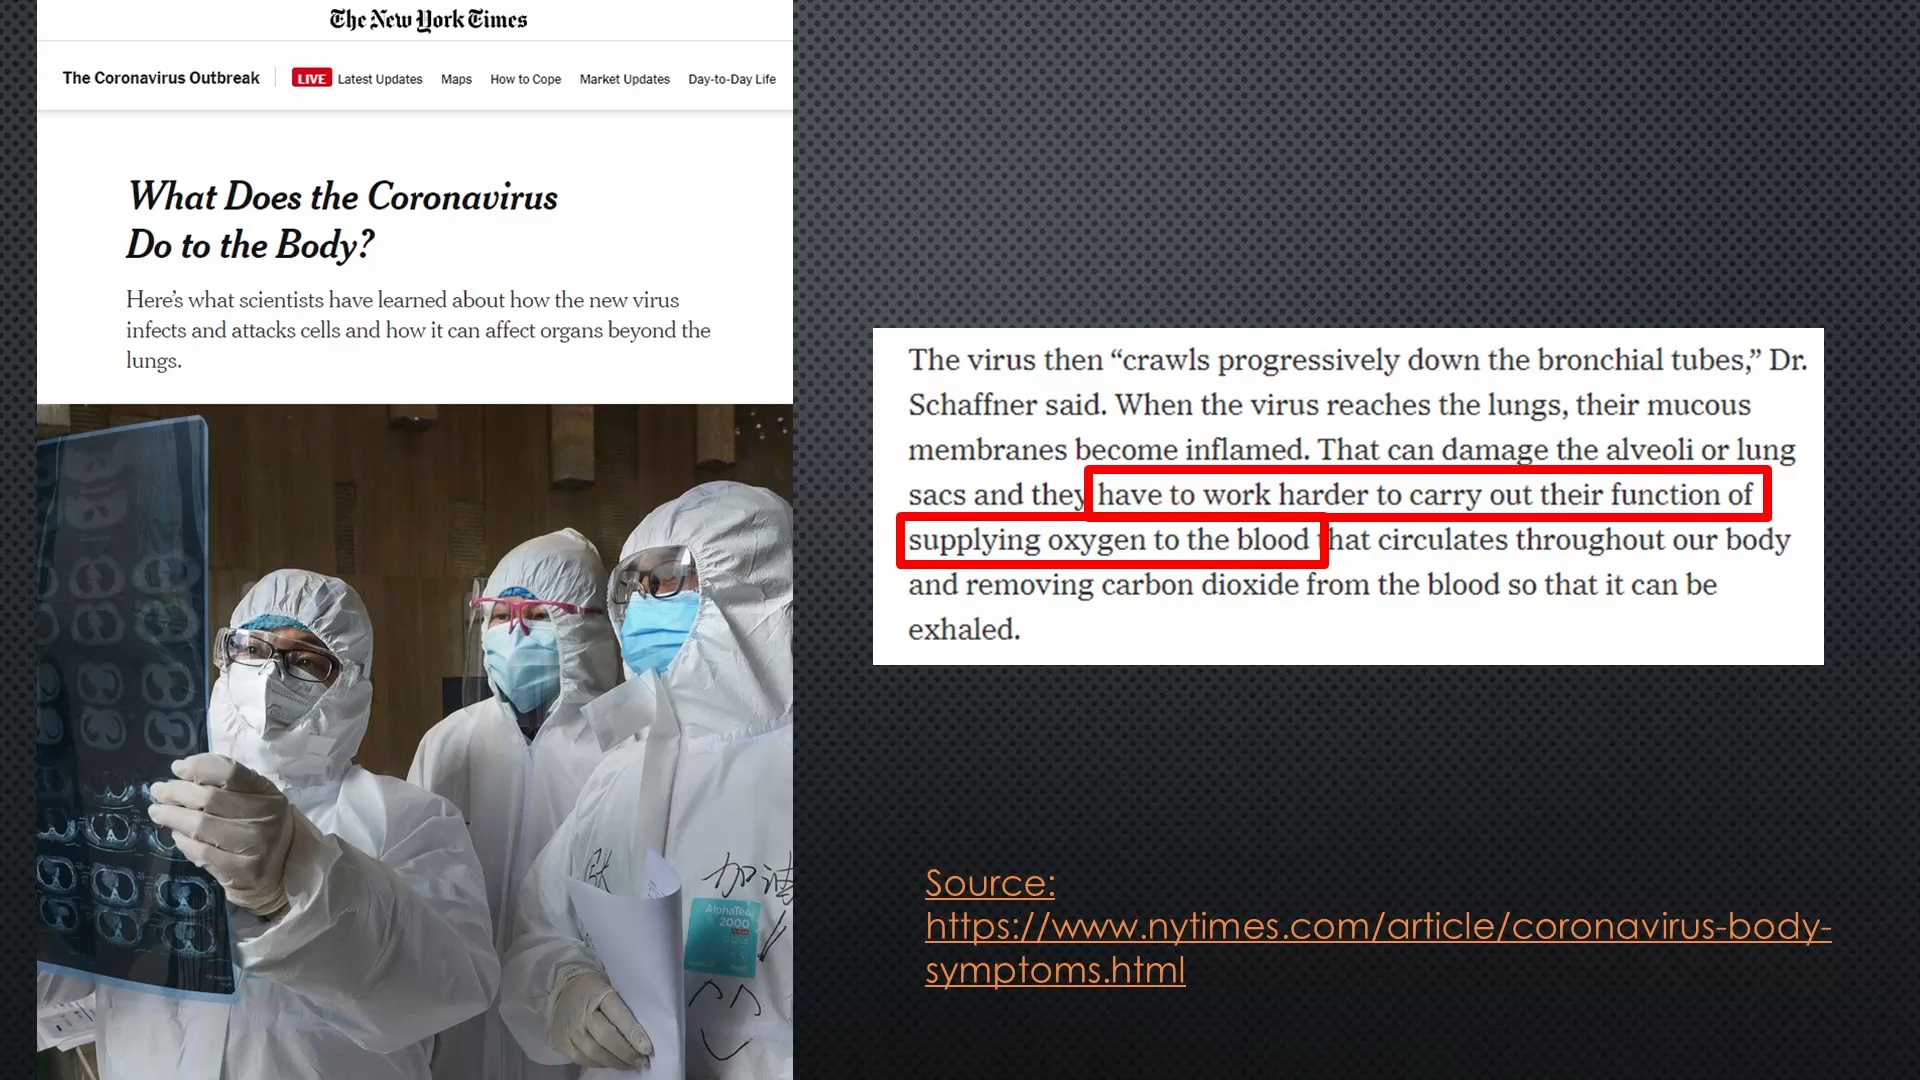 The New York Times
The Coronavirus Outbreak
LIVE Latest Updates Maps How to Cope Market Updates Day-to-Day Life
What Does the Coronavirus
Do to the Body?
Here’s what scientists have learned about how the new virus
infects and attacks cells and how it can affect organs beyond the
lungs.
加油
AlphaTec
2000
The virus then “crawls progressively down the bronchial tubes,” Dr.
Schaffner said. When the virus reaches the lungs, their mucous
membranes become inflamed. That can damage the alveoli or lung
sacs and they have to work harder to carry out their function of
supplying oxygen to the blood that circulates throughout our body
and removing carbon dioxide from the blood so that it can be
exhaled.
Source:
https://www.nytimes.com/article/coronavirus-body-
symptoms.html